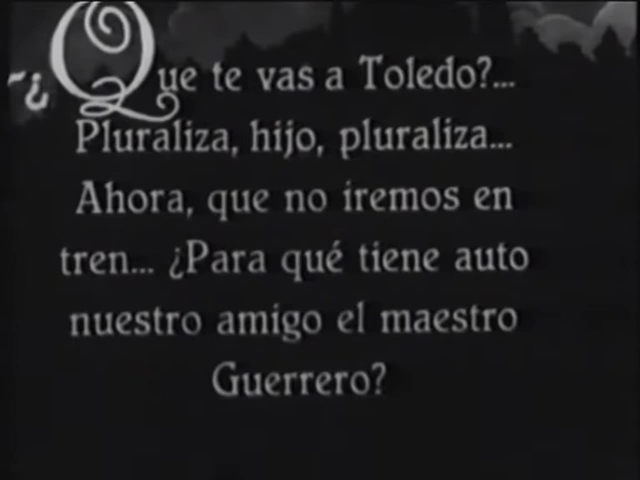 -¿Que te vas a Toledo?...
Pluraliza, hijo, pluraliza...
Ahora, que no iremos en
tren... ¿Para qué tiene auto
nuestro amigo el maestro
Guerrero?